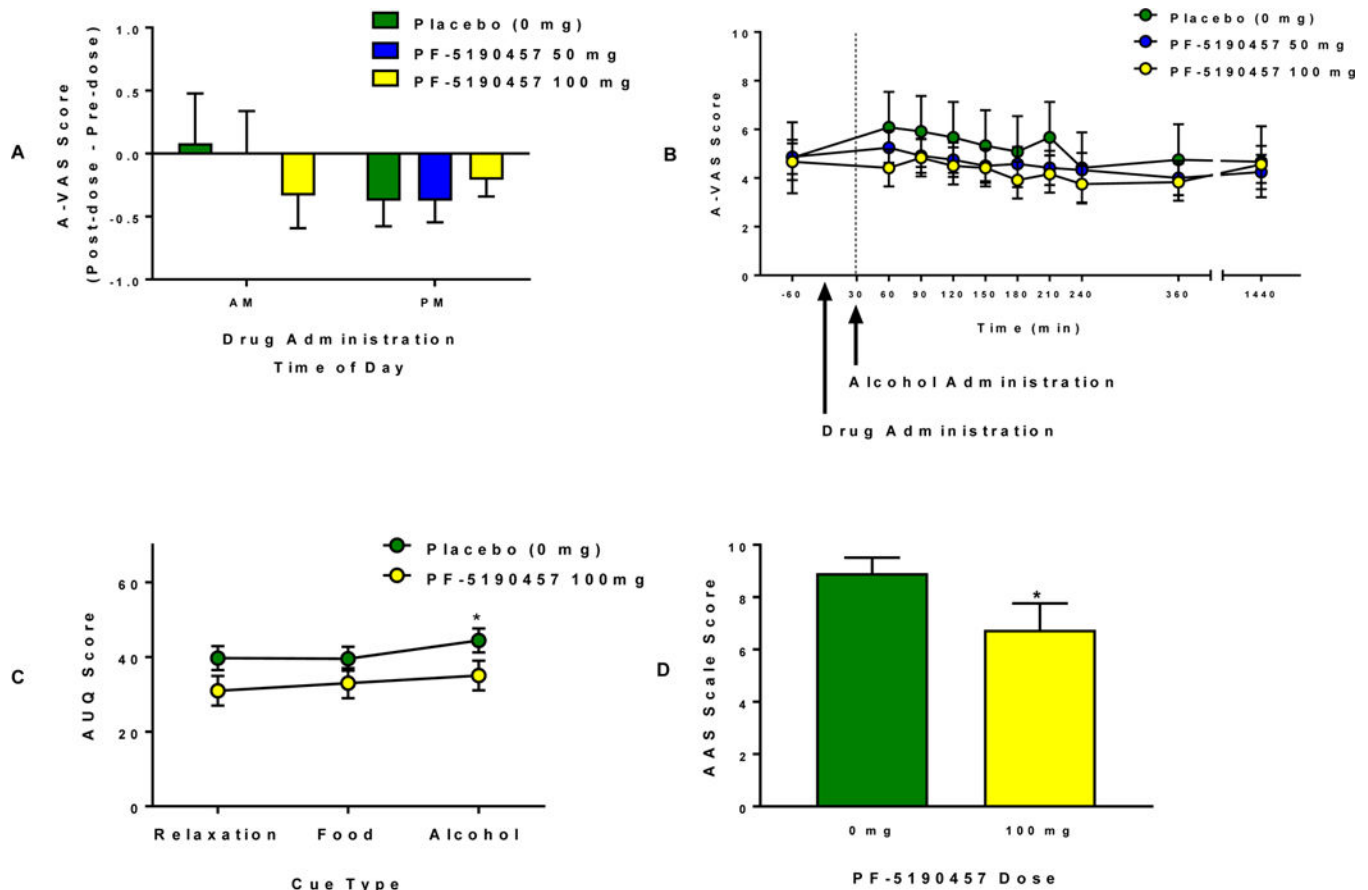 A
A-VAS Score
(Post-dose - Pre-dose)
1.0
0.5
0.0
-0.5
-1.0
Placebo (0 mg)
PF-5190457 50 mg
PF-5190457 100 mg
AM
PM
Drug Administration
Time of Day
B
A-VAS Score
10
8
6
4
2
0
Placebo (0 mg)
PF-5190457 50 mg
PF-5190457 100 mg
-60 30 60 90 120 150 180 210 240 360 1440
Time (min)
Alcohol Administration
Drug Administration
C
AUQ Score
60
40
20
0
Placebo (0 mg)
PF-5190457 100mg
*
Relaxation Food Alcohol
Cue Type
D
AAS Scale Score
10
8
6
4
2
0
*
0 mg
100 mg
PF-5190457 Dose